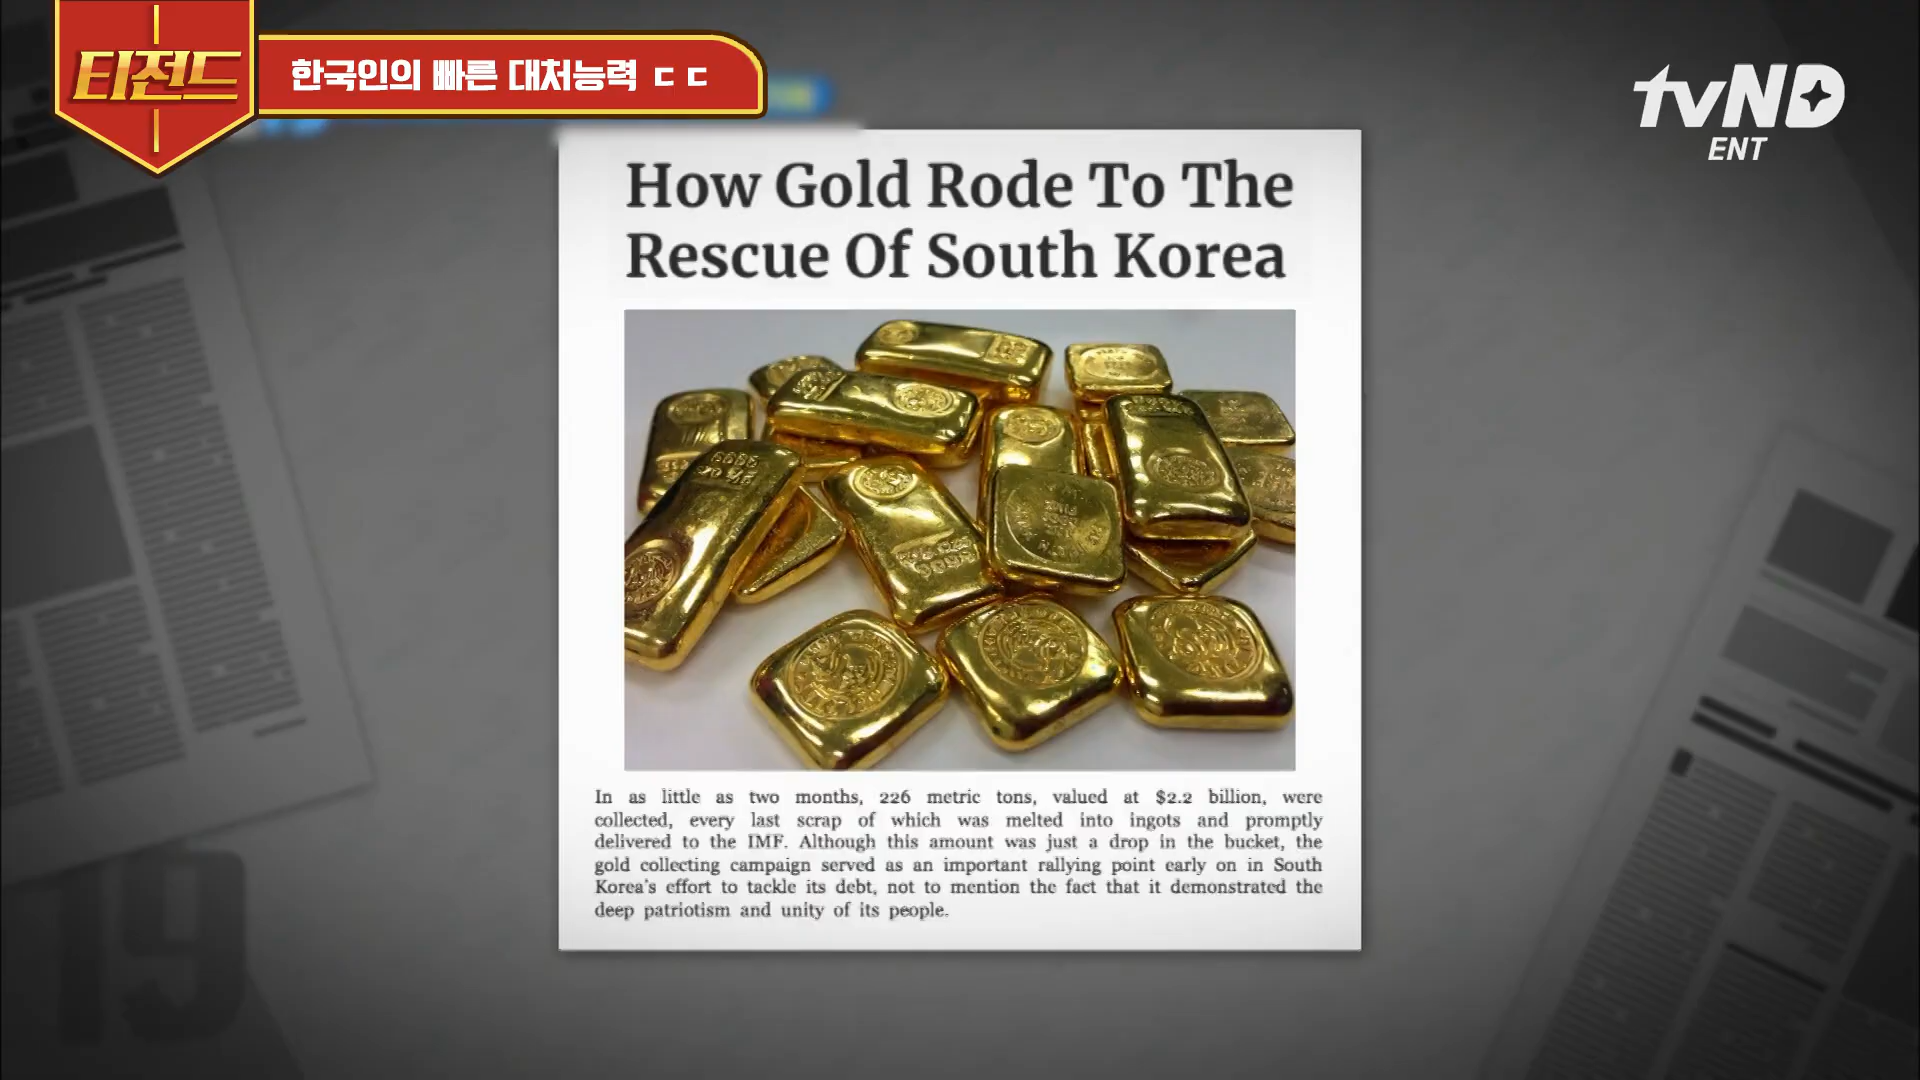 티전드
한국인의 빠른 대처능력 ㄷㄷ
tvND
ENT
How Gold Rode To The
Rescue Of South Korea
In as little as two months, 226 metric tons, valued at $2.2 billion, were
collected, every last scrap of which was melted into ingots and promptly
delivered to the IMF. Although this amount was just a drop in the bucket, the
gold collecting campaign served as an important rallying point early on in South
Korea's effort to tackle its debt, not to mention the fact that it demonstrated the
deep patriotism and unity of its people.
19